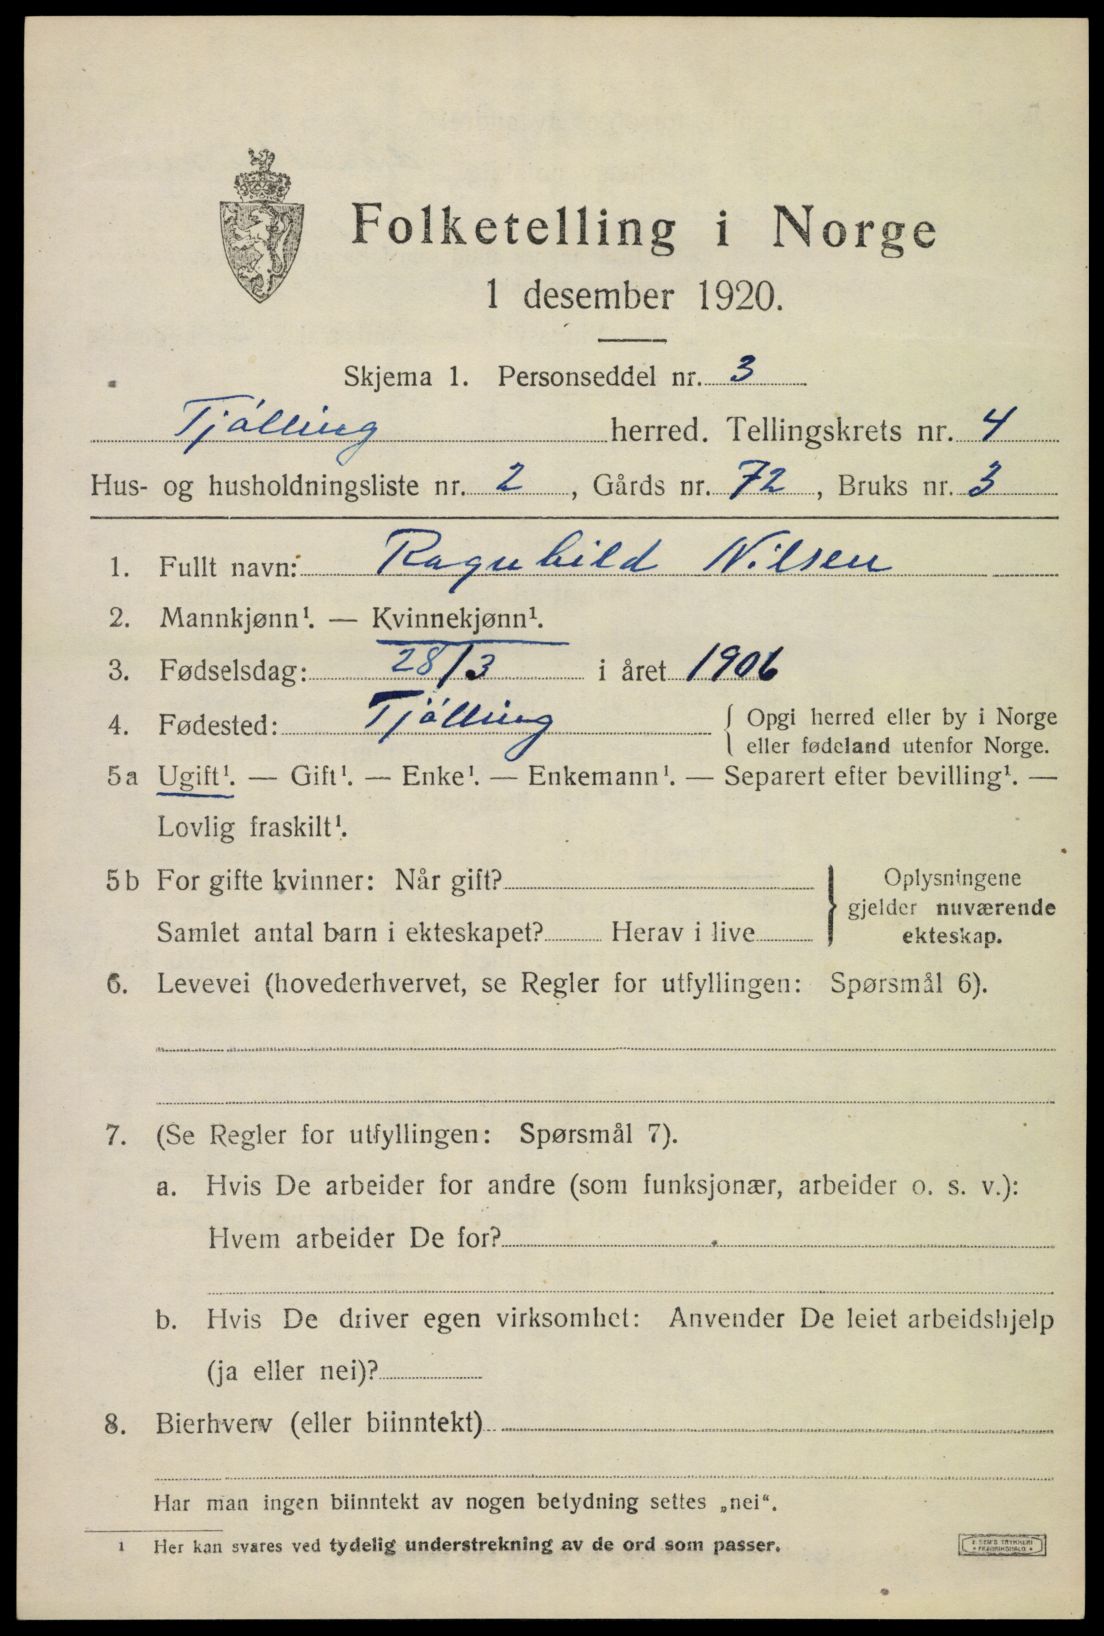 Folketelling i Norge
1 desember 1920.
Skjema 1. Personseddel nr. 3
Tjölling herred. Tellingskrets nr. 4
Hus- og husholdningsliste nr. 2, Gårds nr. 72, Bruks nr. 3
1. Fullt navn: Ragnhild Nilsen
2. Mannkjønn¹. — Kvinnekjønn¹.
3. Fødselsdag: 28/3 i året 1906
4. Fødested: Tjölling { Opgi herred eller by i Norge
eller fødeland utenfor Norge.
5a Ugift¹. — Gift¹. — Enke¹. — Enkemann¹. — Separert efter bevilling¹. —
Lovlig fraskilt¹.
5b For gifte kvinner: Når gift?
Samlet antal barn i ekteskapet? Herav i live
} Oplysningene
gjelder nuværende
ekteskap.
6. Levevei (hovederhvervet, se Regler for utfyllingen: Spørsmål 6).
7. (Se Regler for utfyllingen: Spørsmål 7).
a. Hvis De arbeider for andre (som funksjonær, arbeider o. s. v.):
Hvem arbeider De for?
b. Hvis De driver egen virksomhet: Anvender De leiet arbeidshjelp
(ja eller nei)?
8. Bierhverv (eller biinntekt)
Har man ingen biinntekt av nogen betydning settes „nei“.
1 Her kan svares ved tydelig understrekning av de ord som passer.